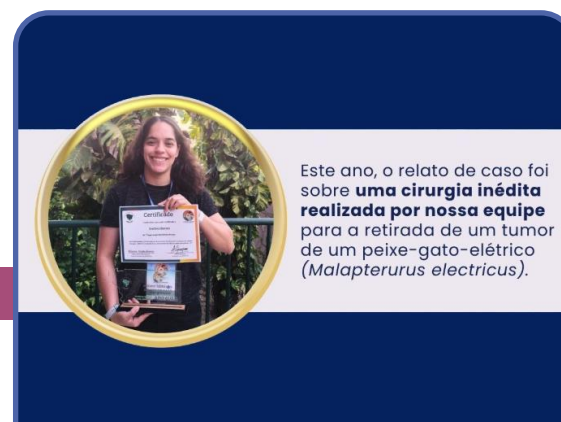 Certificado
Este ano, o relato de caso foi
sobre uma cirurgia inédita
realizada por nossa equipe
para a retirada de um tumor
de um peixe-gato-elétrico
(Malapterurus electricus).